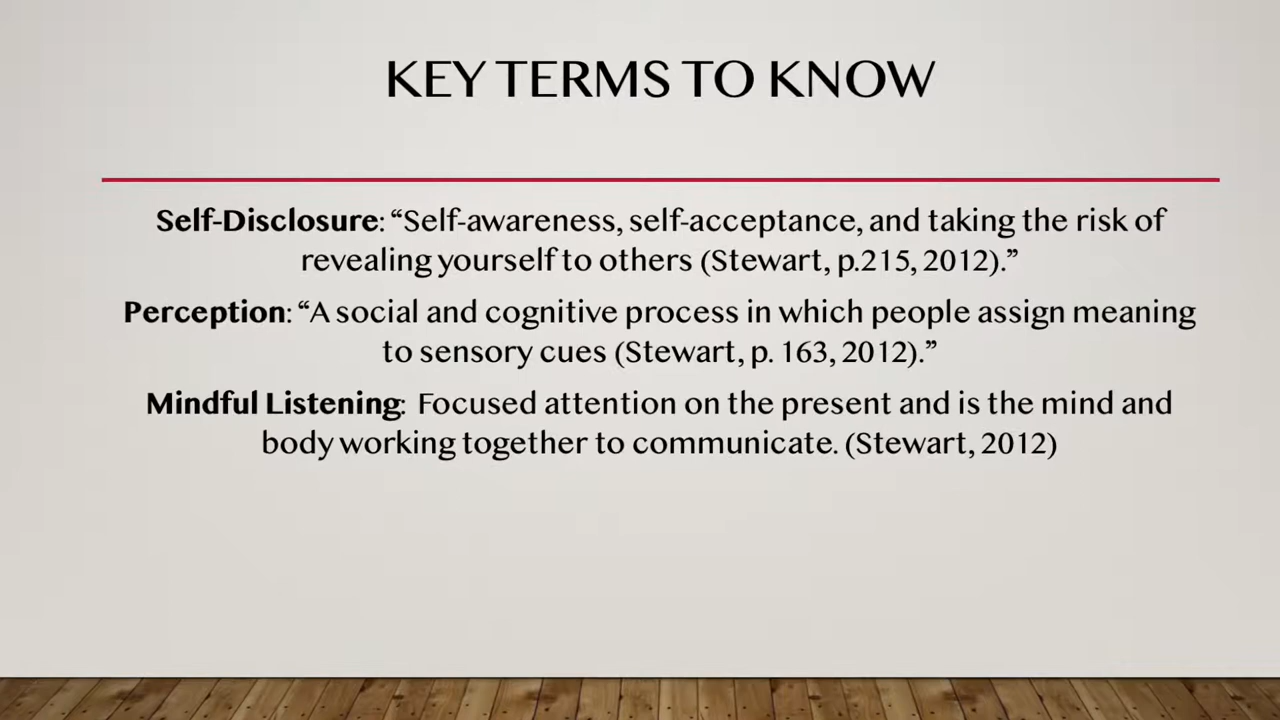 KEY TERMS TO KNOW
Self-Disclosure: “Self-awareness, self-acceptance, and taking the risk of
revealing yourself to others (Stewart, p.215, 2012).”
Perception: “A social and cognitive process in which people assign meaning
to sensory cues (Stewart, p. 163, 2012).”
Mindful Listening: Focused attention on the present and is the mind and
body working together to communicate. (Stewart, 2012)